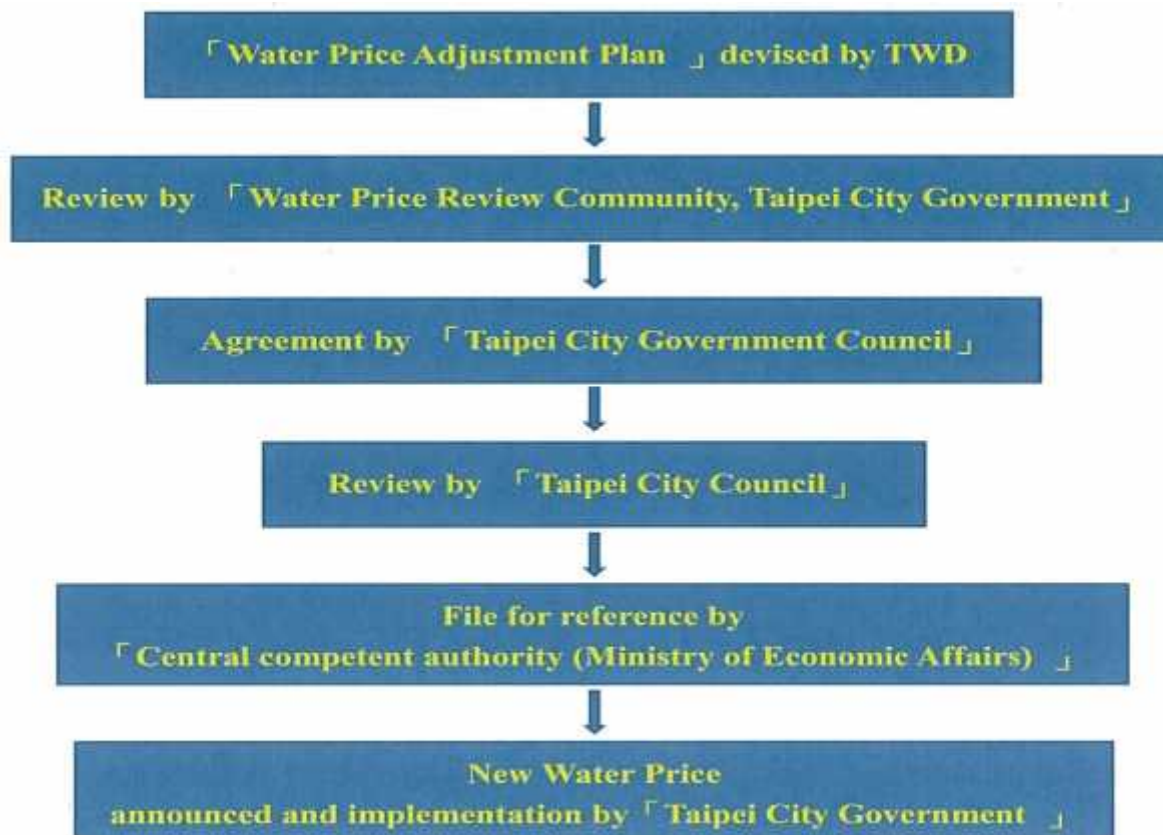 「Water Price Adjustment Plan 」 devised by TWD
Review by 「Water Price Review Community, Taipei City Government」
Agreement by 「Taipei City Government Council」
Review by 「Taipei City Council」
File for reference by
「Central competent authority (Ministry of Economic Affairs) 」
New Water Price
announced and implementation by「Taipei City Government 」